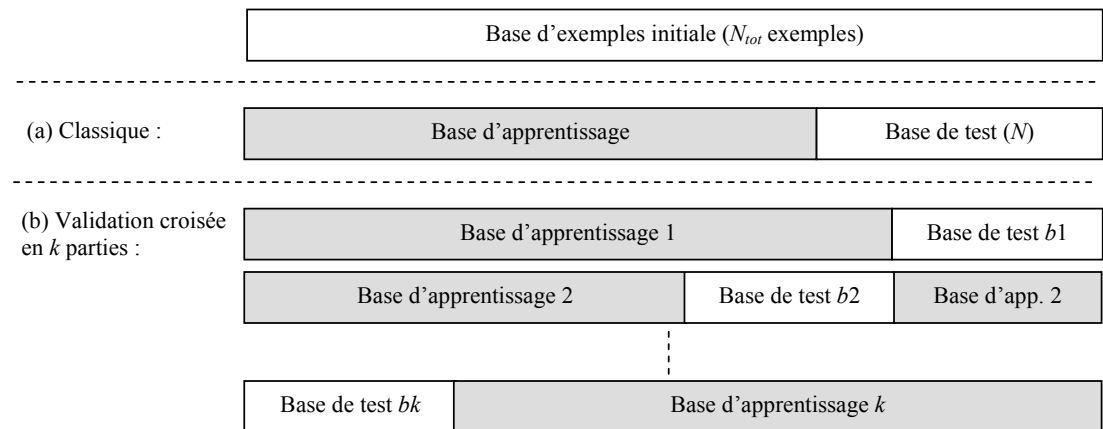 Base d’exemples initiale (Ntot exemples)
(a) Classique :
Base d’apprentissage
Base de test (N)
(b) Validation croisée
en k parties :
Base d’apprentissage 1
Base de test b1
Base d’apprentissage 2
Base de test b2
Base d’app. 2
Base de test bk
Base d’apprentissage k